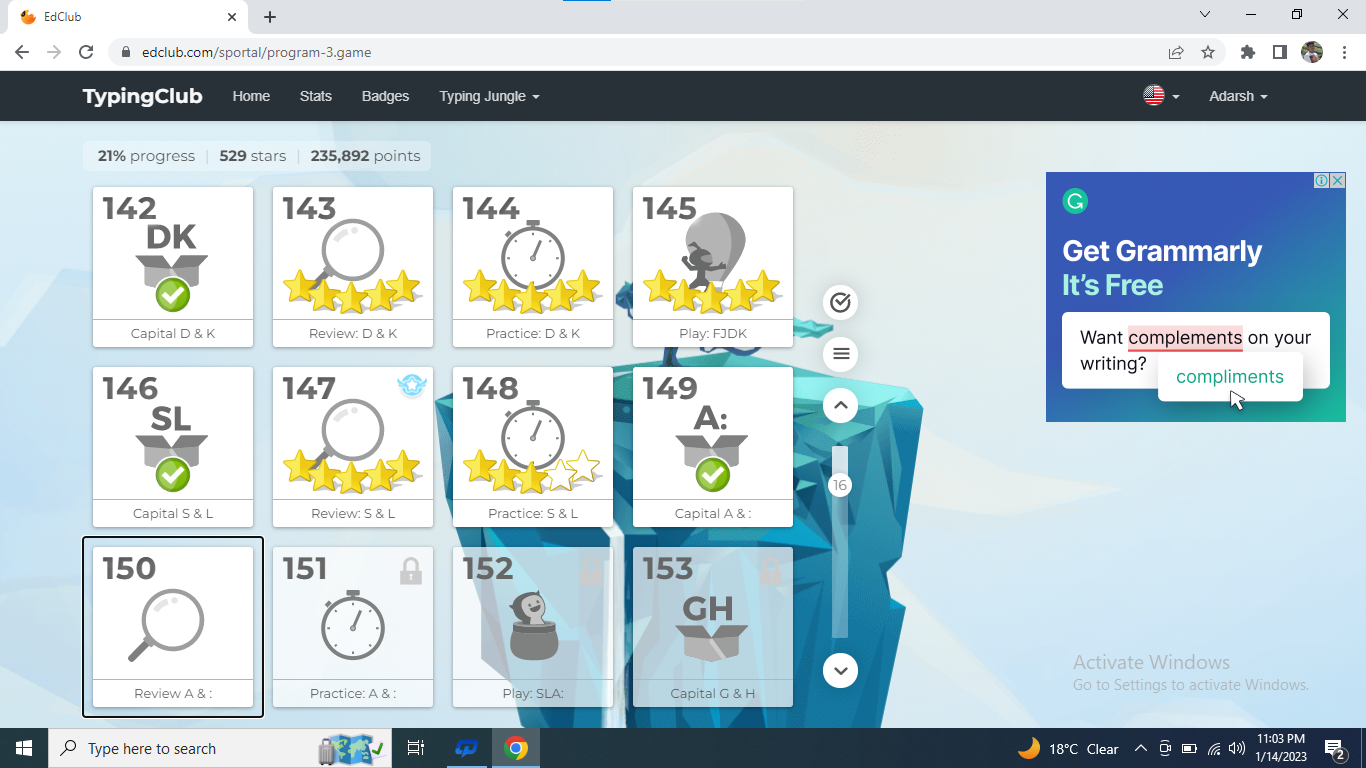 EdClub
edclub.com/sportal/program-3.game
TypingClub Home Stats Badges Typing Jungle Adarsh
21% progress | 529 stars | 235,892 points
142 143 144 145
DK
Capital D & K Review: D & K Practice: D & K Play: FJDK
146 147 148 149
SL A:
Review: S & L Practice: S & L
Capital S & L Capital A & :
16
150 151 152 153
GH
Review A & : Practice: A & : Play: SLA: Capital G & H
Get Grammarly
It's Free
Want complements on your
writing?
compliments
Activate Windows
Go to Settings to activate Windows.
Type here to search
18°C Clear
11:03 PM
1/14/2023
2